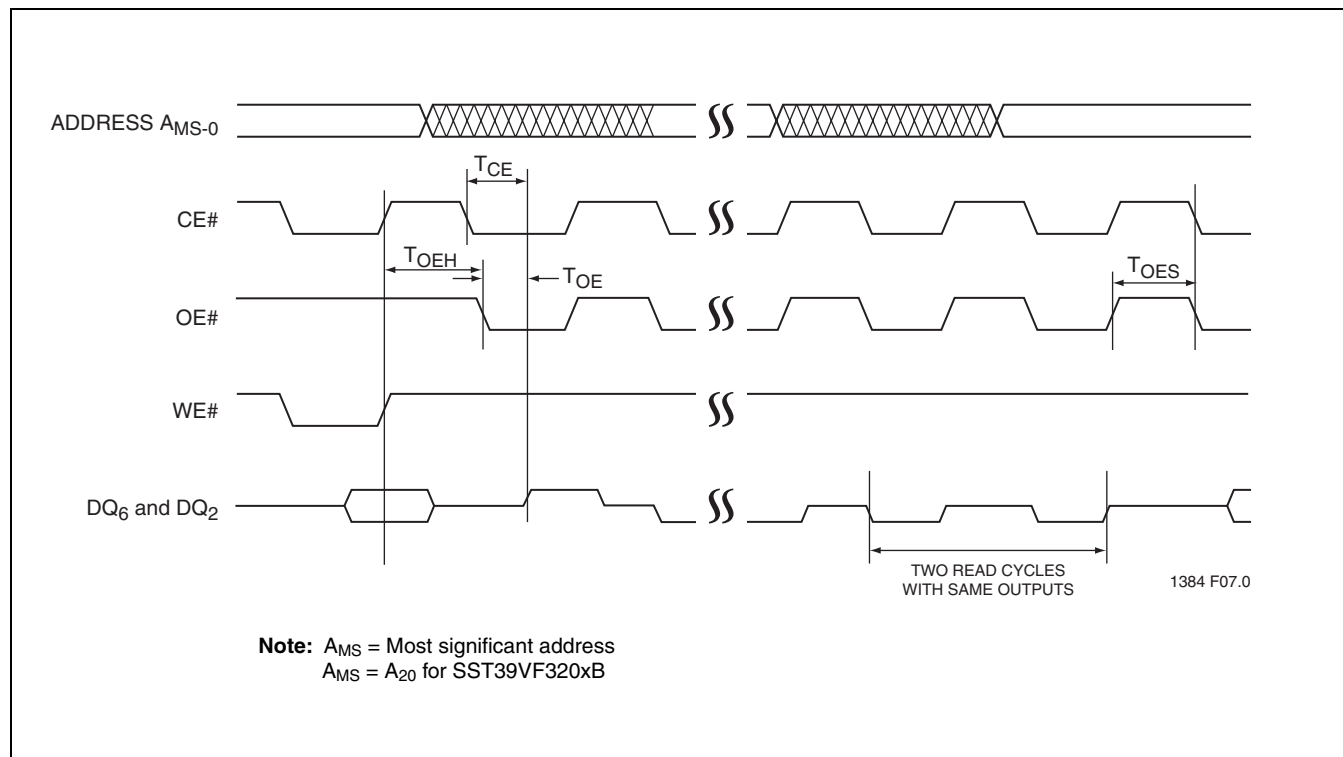 ADDRESS AMS-0
TCE
CE#
TOEH
TOE
TOES
OE#
WE#
DQ6 and DQ2
TWO READ CYCLES
WITH SAME OUTPUTS
1384 F07.0
Note: AMS = Most significant address
AMS = A20 for SST39VF320xB